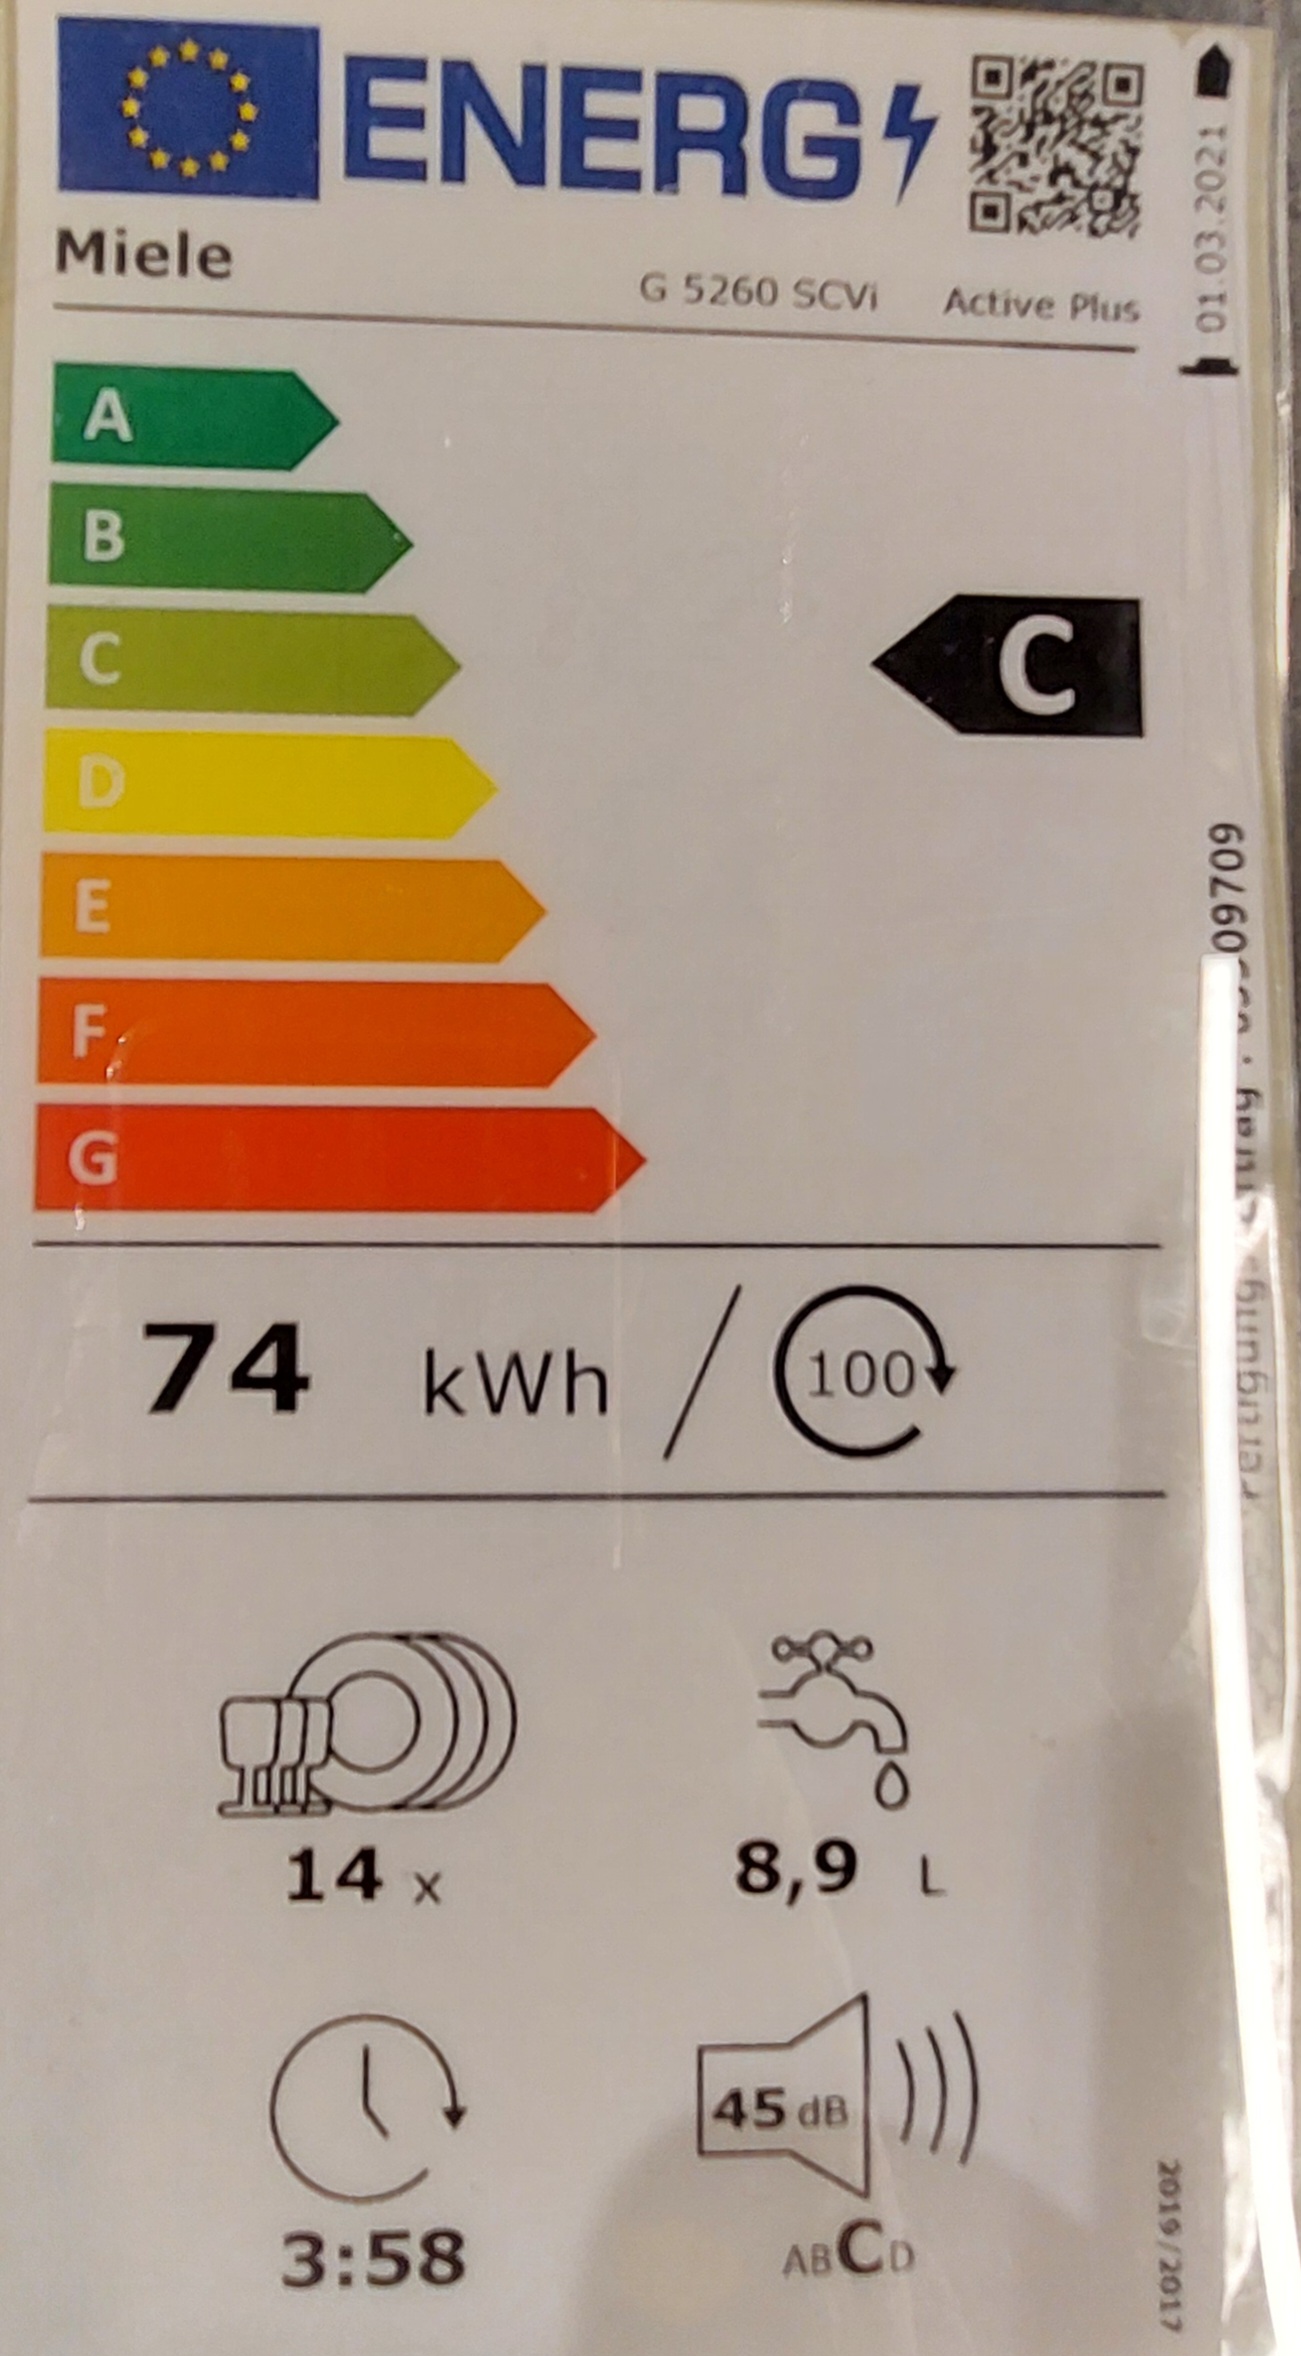 ENERG
Miele
G 5260 SCVi Active Plus
01.03.2021
A
B
C
C
D
E
F
G
09709
74 kWh / 100
14 x
8,9 L
45 dB
3:58
ABCD
2019/2017